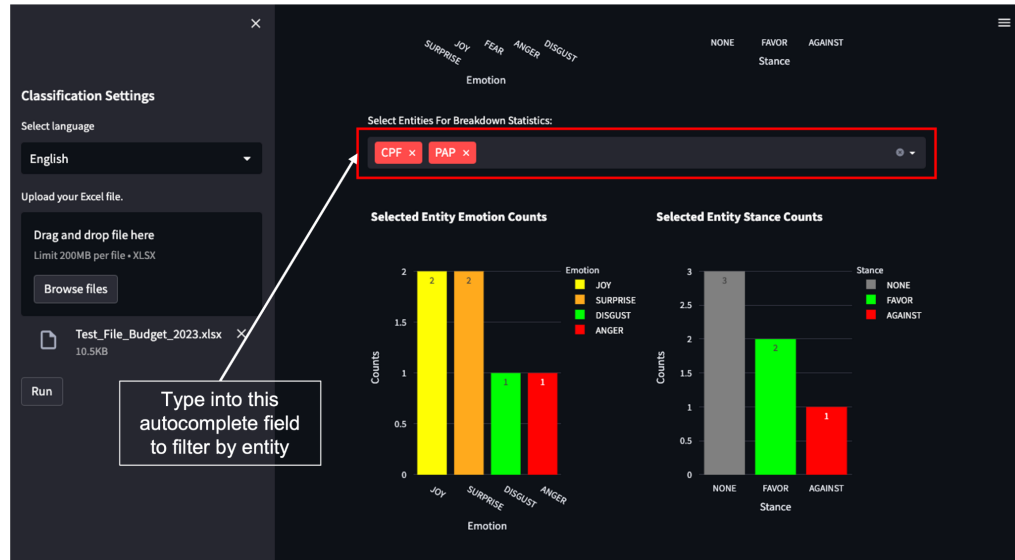 ×
Classification Settings
Select language
English
Upload your Excel file.
Drag and drop file here
Limit 200MB per file • XLSX
Browse files
Test_File_Budget_2023.xlsx ×
10.5KB
Run
Type into this
autocomplete field
to filter by entity
SURPRISE JOY FEAR ANGER DISGUST
Emotion
NONE FAVOR AGAINST
Stance
Select Entities For Breakdown Statistics:
CPF × PAP ×
Selected Entity Emotion Counts
Counts
2
1.5
1
0.5
0
2 2 1 1
JOY SURPRISE DISGUST ANGER
Emotion
Emotion
JOY
SURPRISE
DISGUST
ANGER
Selected Entity Stance Counts
Counts
3
2.5
2
1.5
1
0.5
0
3 2 1
NONE FAVOR AGAINST
Stance
Stance
NONE
FAVOR
AGAINST